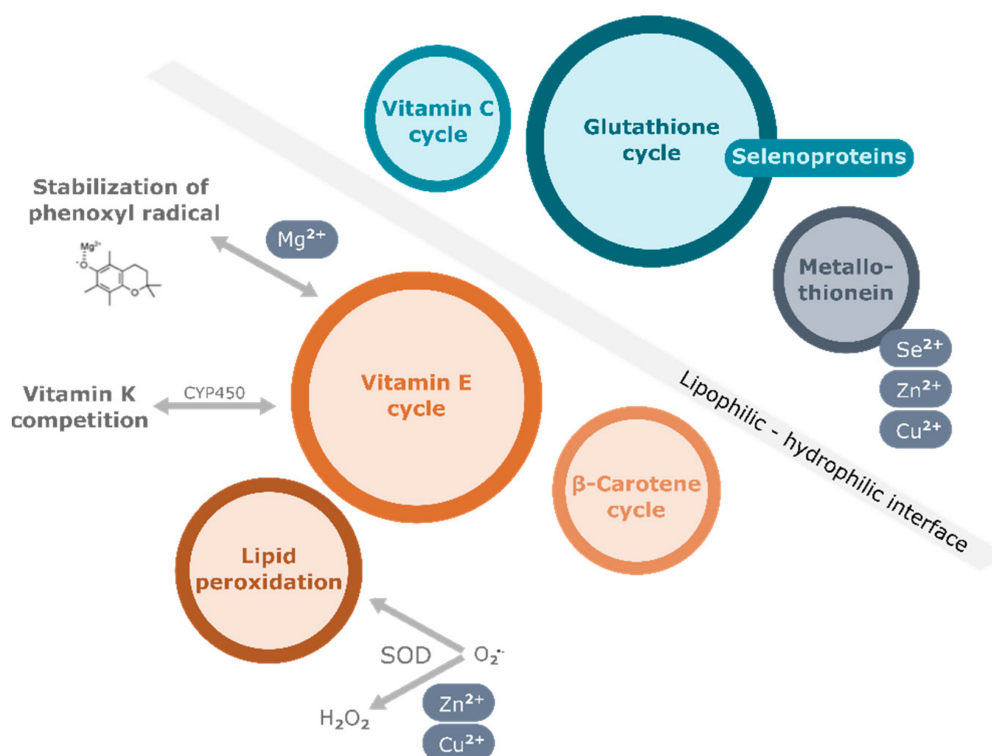 Vitamin C
cycle
Glutathione
cycle
Selenoproteins
Stabilization of
phenoxyl radical
Mg²⁺
Mg²⁺
O
O
Metallo-
thionein
Se²⁺
Zn²⁺
Cu²⁺
Vitamin K
competition
CYP450
Vitamin E
cycle
Lipophilic - hydrophilic interface
β-Carotene
cycle
Lipid
peroxidation
SOD
O₂•-
H₂O₂
Zn²⁺
Cu²⁺